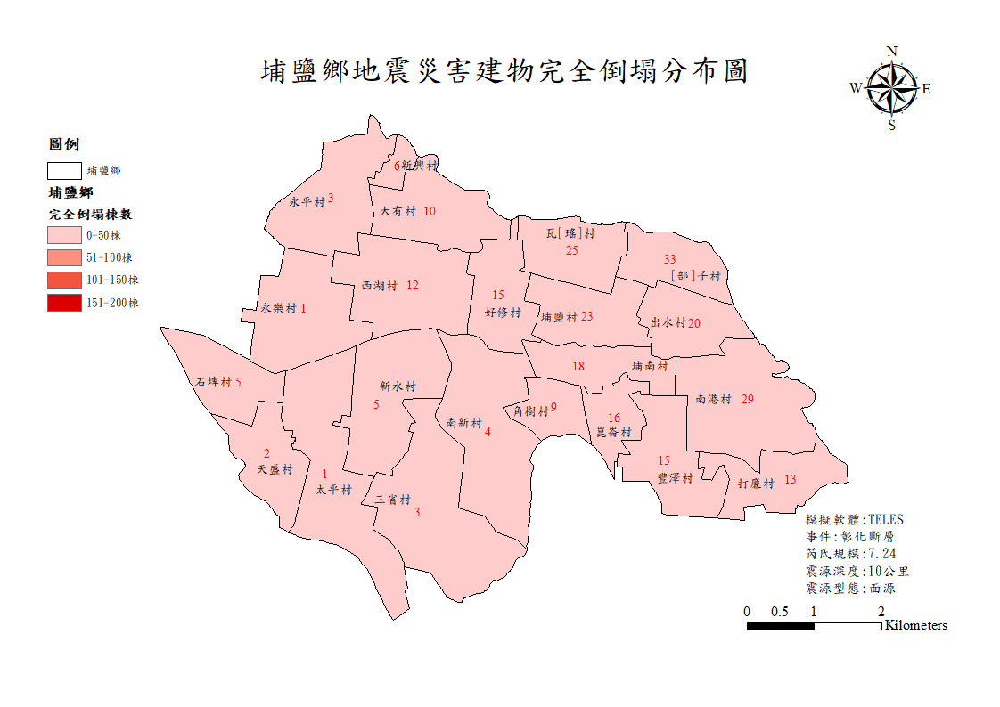 埔鹽鄉地震災害建物完全倒塌分布圖
N
W E
S
圖例
埔鹽鄉
埔鹽鄉
完全倒塌棟數
0-50棟
51-100棟
101-150棟
151-200棟
6新興村
永平村3
大有村 10
瓦[瑤]村
25
33
[部]子村
西湖村 12
15
好修村
永樂村1
埔鹽村23
出水村20
18 埔南村
石埤村5
新水村
5
南港村 29
角樹村9
南新村
4
16
崑崙村
2
天盛村
15
豐澤村
1
太平村
打廉村 13
三省村
3
模擬軟體:TELES
事件:彰化斷層
芮氏規模:7.24
震源深度:10公里
震源型態:面源
0 0.5 1 2
Kilometers